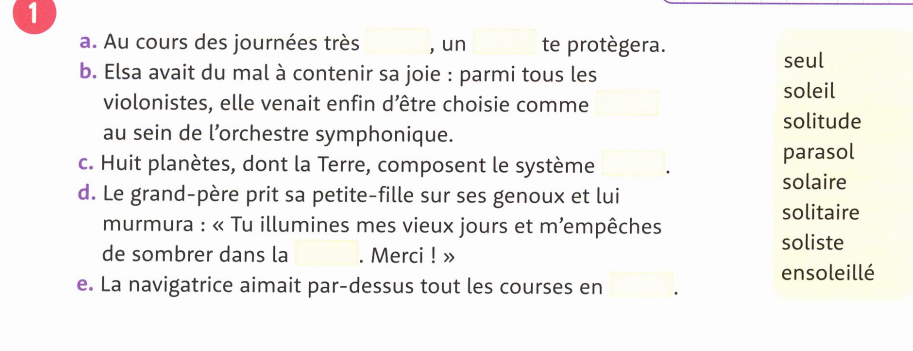 1
a. Au cours des journées très , un te protègera.
b. Elsa avait du mal à contenir sa joie : parmi tous les
violonistes, elle venait enfin d'être choisie comme
au sein de l'orchestre symphonique.
c. Huit planètes, dont la Terre, composent le système .
d. Le grand-père prit sa petite-fille sur ses genoux et lui
murmura : « Tu illumines mes vieux jours et m'empêches
de sombrer dans la . Merci ! »
e. La navigatrice aimait par-dessus tout les courses en .
seul
soleil
solitude
parasol
solaire
solitaire
soliste
ensoleillé